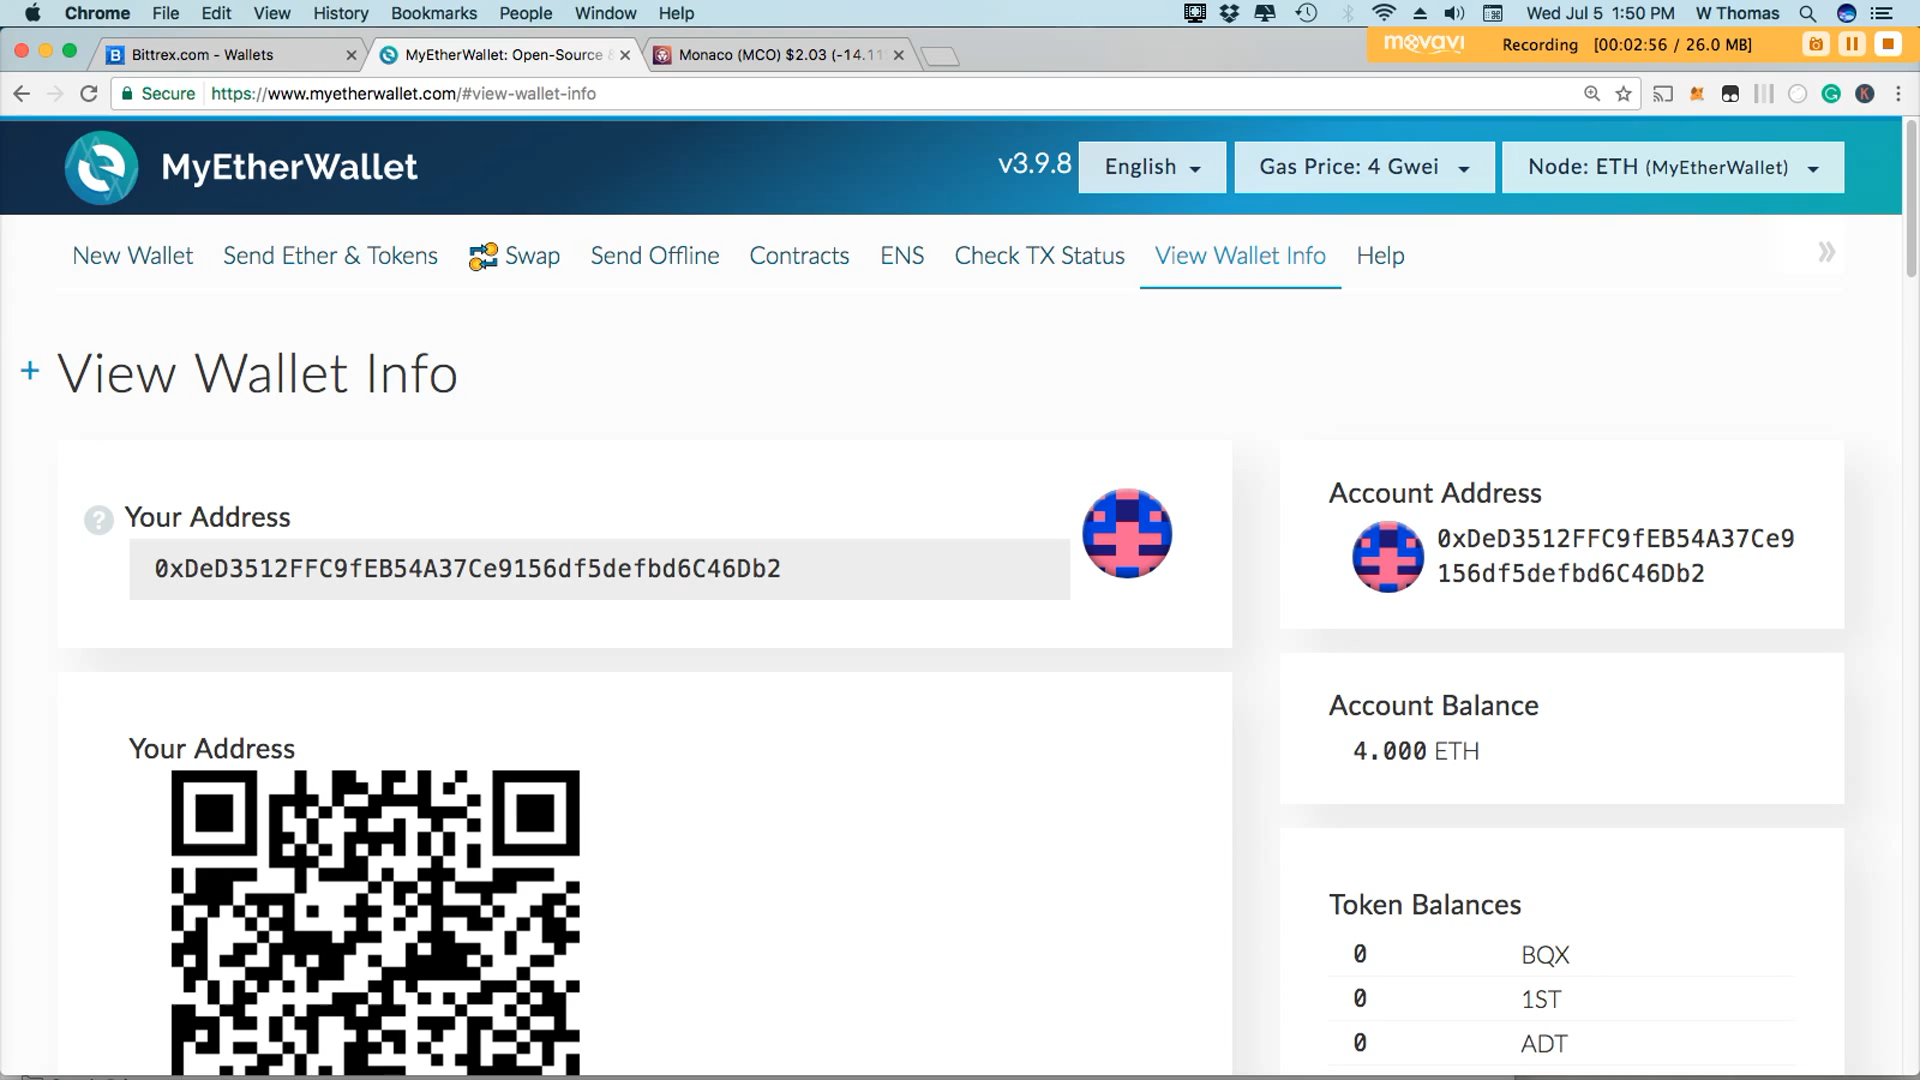 Chrome File Edit View History Bookmarks People Window Help Wed Jul 5 1:50 PM W Thomas
Bittrex.com - Wallets MyEtherWallet: Open-Source & Monaco (MCO) $2.03 (-14.11%
movavi Recording [00:02:56 / 26.0 MB]
Secure https://www.myetherwallet.com/#view-wallet-info K
MyEtherWallet v3.9.8 English Gas Price: 4 Gwei Node: ETH (MyEtherWallet)
New Wallet Send Ether & Tokens Swap Send Offline Contracts ENS Check TX Status View Wallet Info Help »
+ View Wallet Info
? Your Address
0xDeD3512FFC9fEB54A37Ce9156df5defbd6C46Db2
Account Address
0xDeD3512FFC9fEB54A37Ce9
156df5defbd6C46Db2
Account Balance
4.000 ETH
Your Address
Token Balances
0 BQX
0 1ST
0 ADT